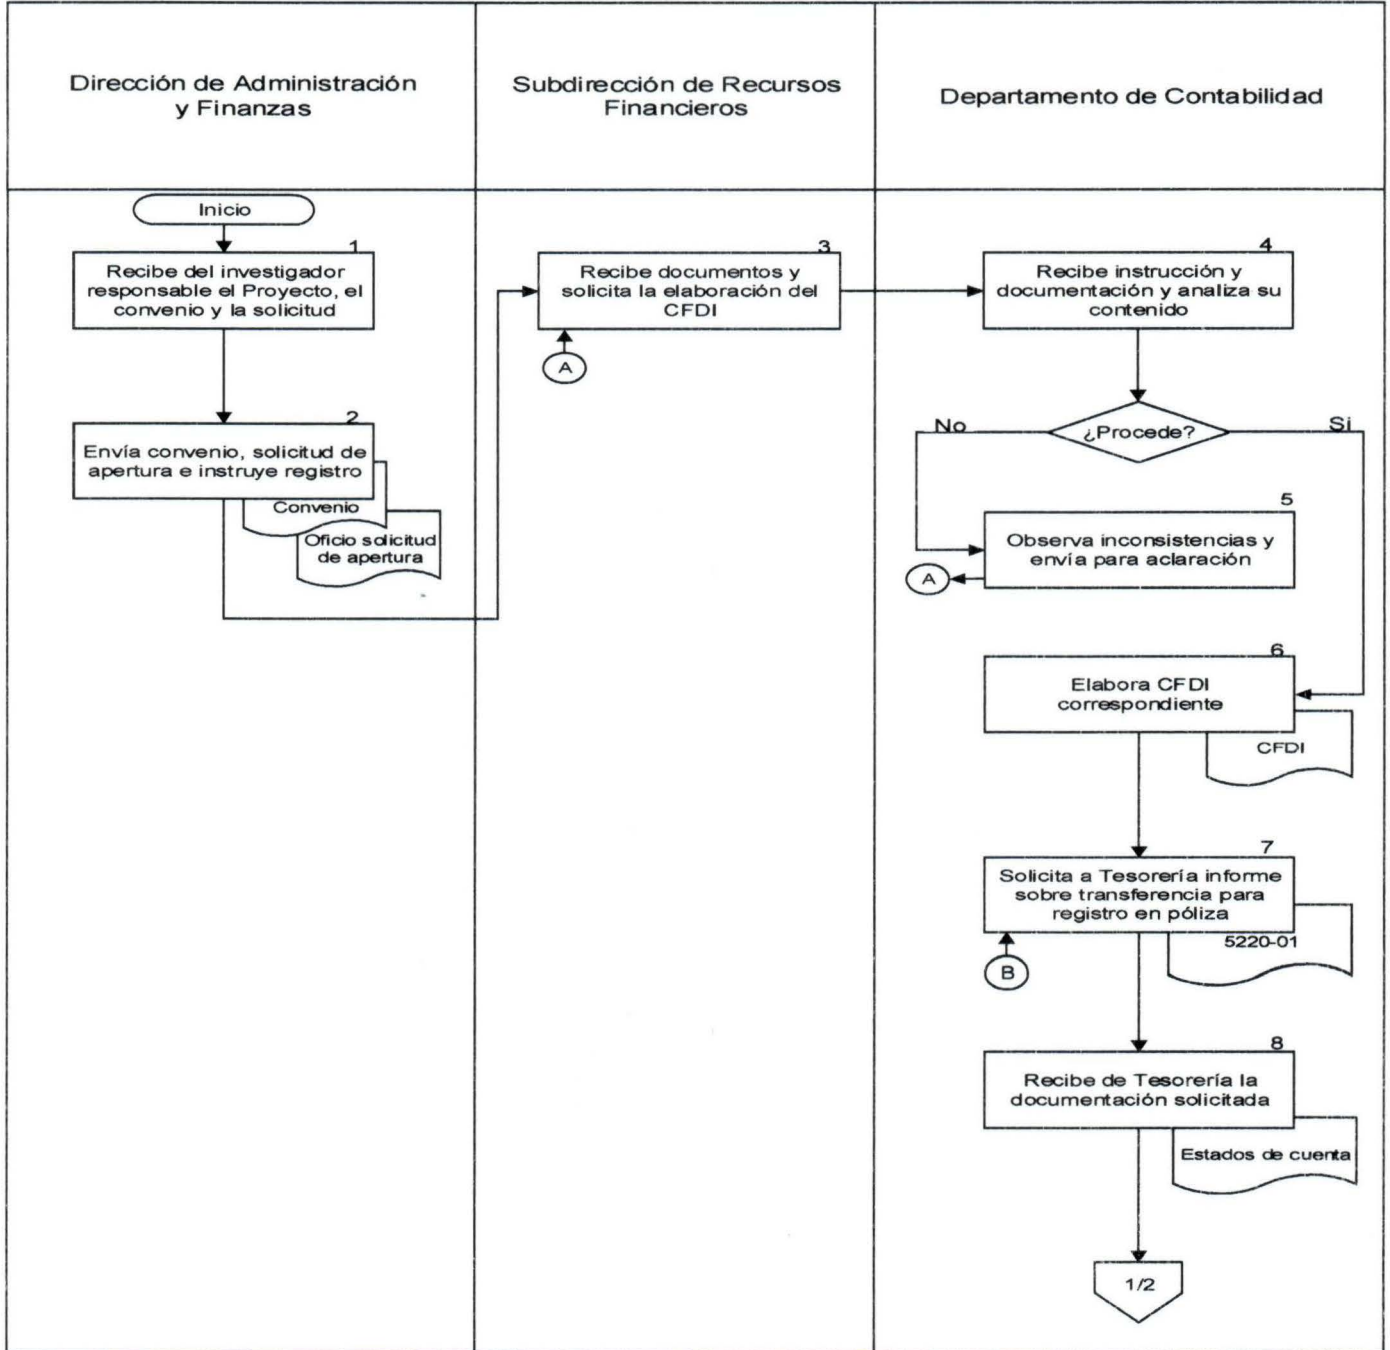 Dirección de Administración
y Finanzas
Subdirección de Recursos
Financieros
Departamento de Contabilidad
Inicio
1
Recibe del investigador
responsable el Proyecto, el
convenio y la solicitud
2
Envía convenio, solicitud de
apertura e instruye registro
Convenio
Oficio solicitud
de apertura
3
Recibe documentos y
solicita la elaboración del
CFDI
A
4
Recibe instrucción y
documentación y analiza su
contenido
¿Procede?
No
Si
5
Observa inconsistencias y
envía para aclaración
A
6
Elabora CFDI
correspondiente
CFDI
7
Solicita a Tesorería informe
sobre transferencia para
registro en póliza
5220-01
B
8
Recibe de Tesorería la
documentación solicitada
Estados de cuenta
1/2